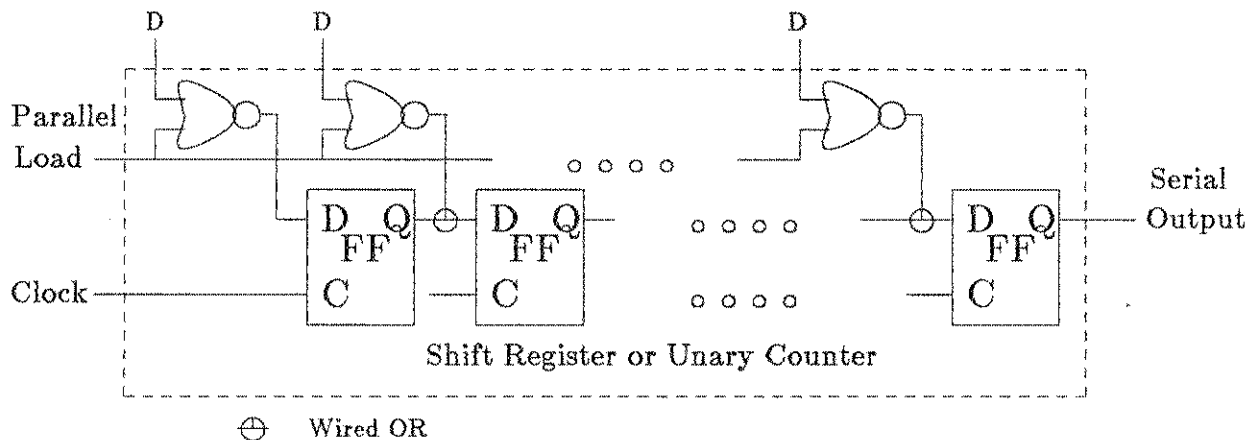 D D D
Parallel
Load
D Q D Q D Q
FF FF FF
C C C
Serial
Output
Clock
Shift Register or Unary Counter
Wired OR